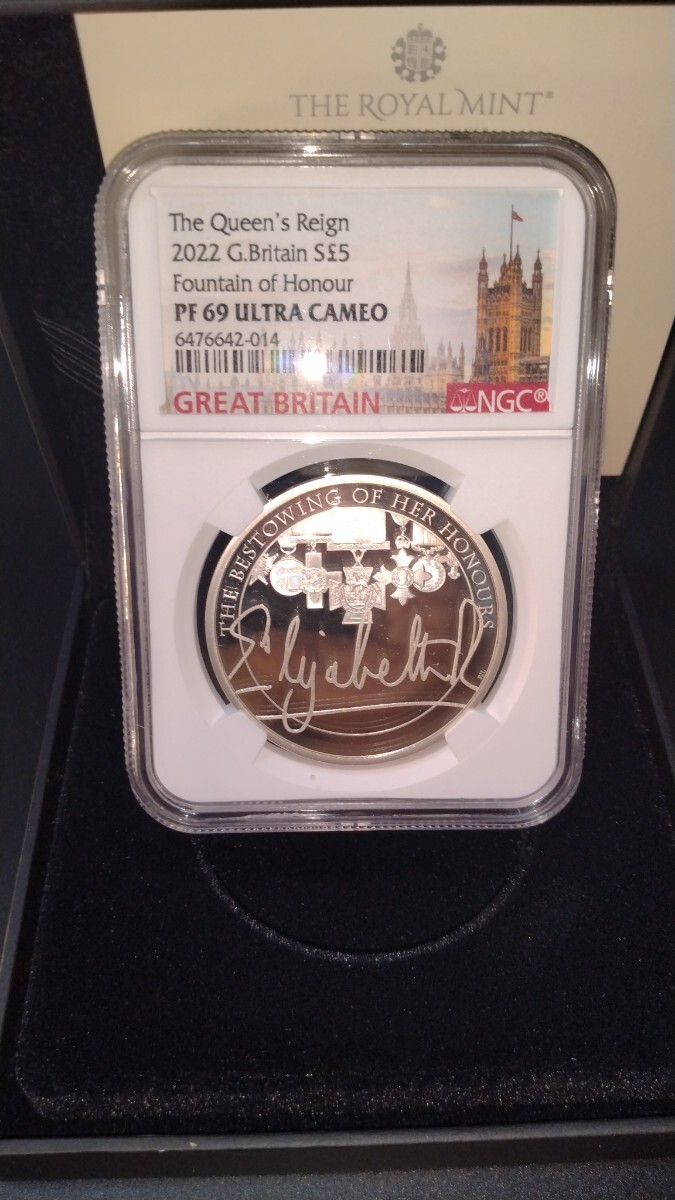 THE ROYAL MINT®
The Queen's Reign
2022 G.Britain S£5
Fountain of Honour
PF 69 ULTRA CAMEO
6476642-014
GREAT BRITAIN
NGC®
THE BESTOWING OF HER HONOURS
Elizabeth R